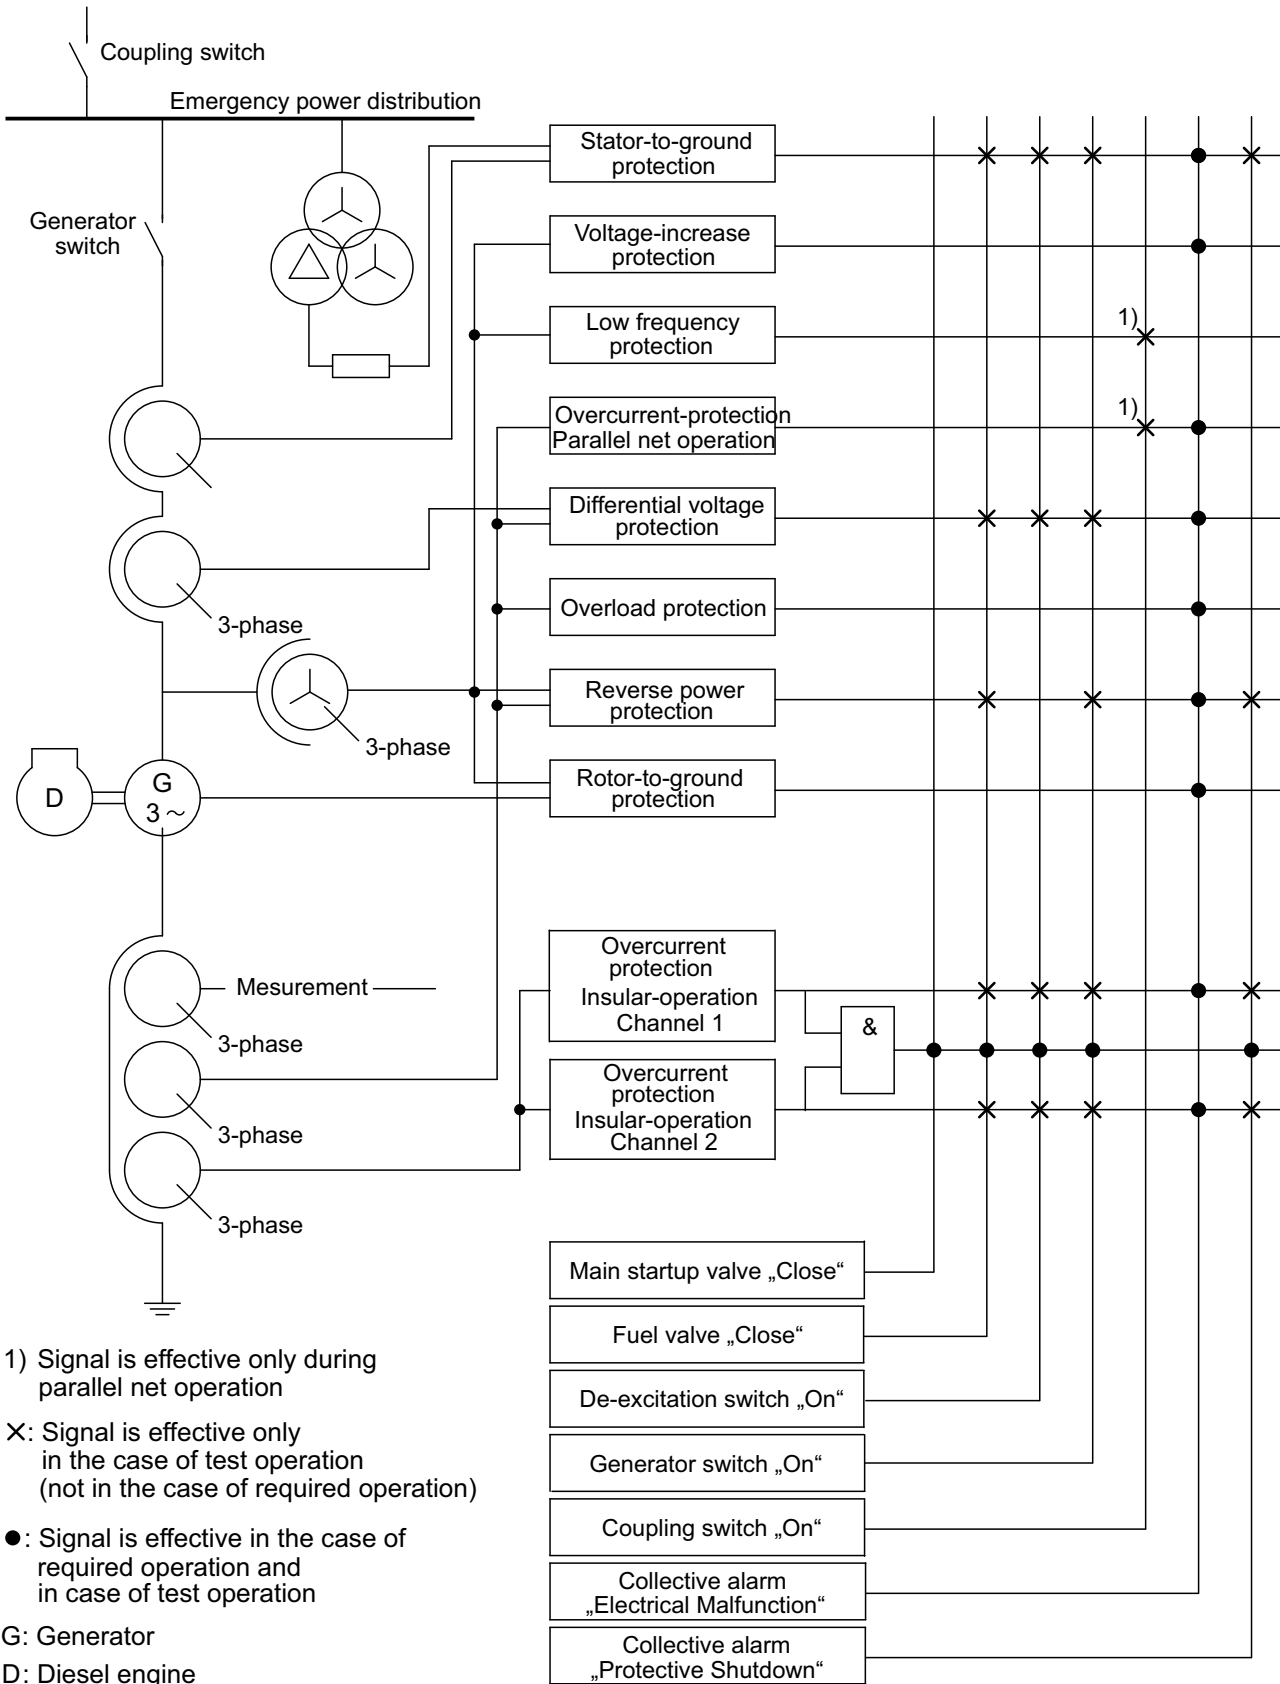 Coupling switch
Emergency power distribution
Generator
switch
Stator-to-ground
protection
Voltage-increase
protection
Low frequency
protection
1)
Overcurrent-protection
Parallel net operation
1)
Differential voltage
protection
3-phase
Overload protection
Reverse power
protection
3-phase
D
G
3 ~
Rotor-to-ground
protection
Overcurrent
protection
Insular-operation
Channel 1
Mesurement
3-phase
&
Overcurrent
protection
Insular-operation
Channel 2
3-phase
3-phase
Main startup valve „Close“
Fuel valve „Close“
De-excitation switch „On“
Generator switch „On“
Coupling switch „On“
Collective alarm
„Electrical Malfunction“
Collective alarm
„Protective Shutdown“
1) Signal is effective only during
parallel net operation
×: Signal is effective only
in the case of test operation
(not in the case of required operation)
●: Signal is effective in the case of
required operation and
in case of test operation
G: Generator
D: Diesel engine